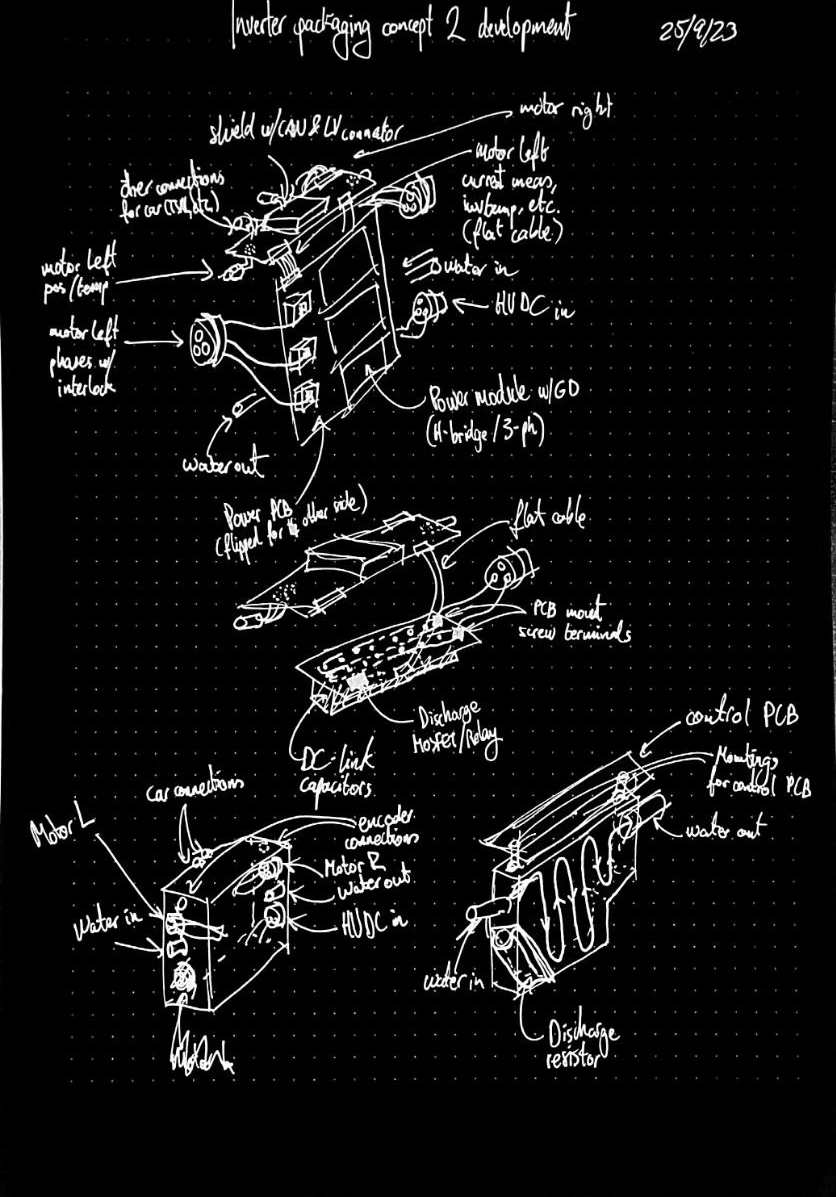 Inverter packaging concept 2 development
25/9/23
motor right
shield w/CAN & LV connator
motor left
current meas,
etc.
(flat cable)
other connections
for car (TSAL, etc.)
motor left
pos/temp
water in
HVDC in
motor left
phases w/
interlock
Power module w/GD
(H-bridge/3-ph)
water out
Power PCB
(flipped for other side)
flat cable
PCB mount
screw terminals
Discharge
Mosfet/Relay
DC-link
capacitors
control PCB
Mountings
for control PCB
water out
car connections
Motor L
encoder
connections
Motor R
water out
HVDC in
Water in
water in
Discharge
resistor